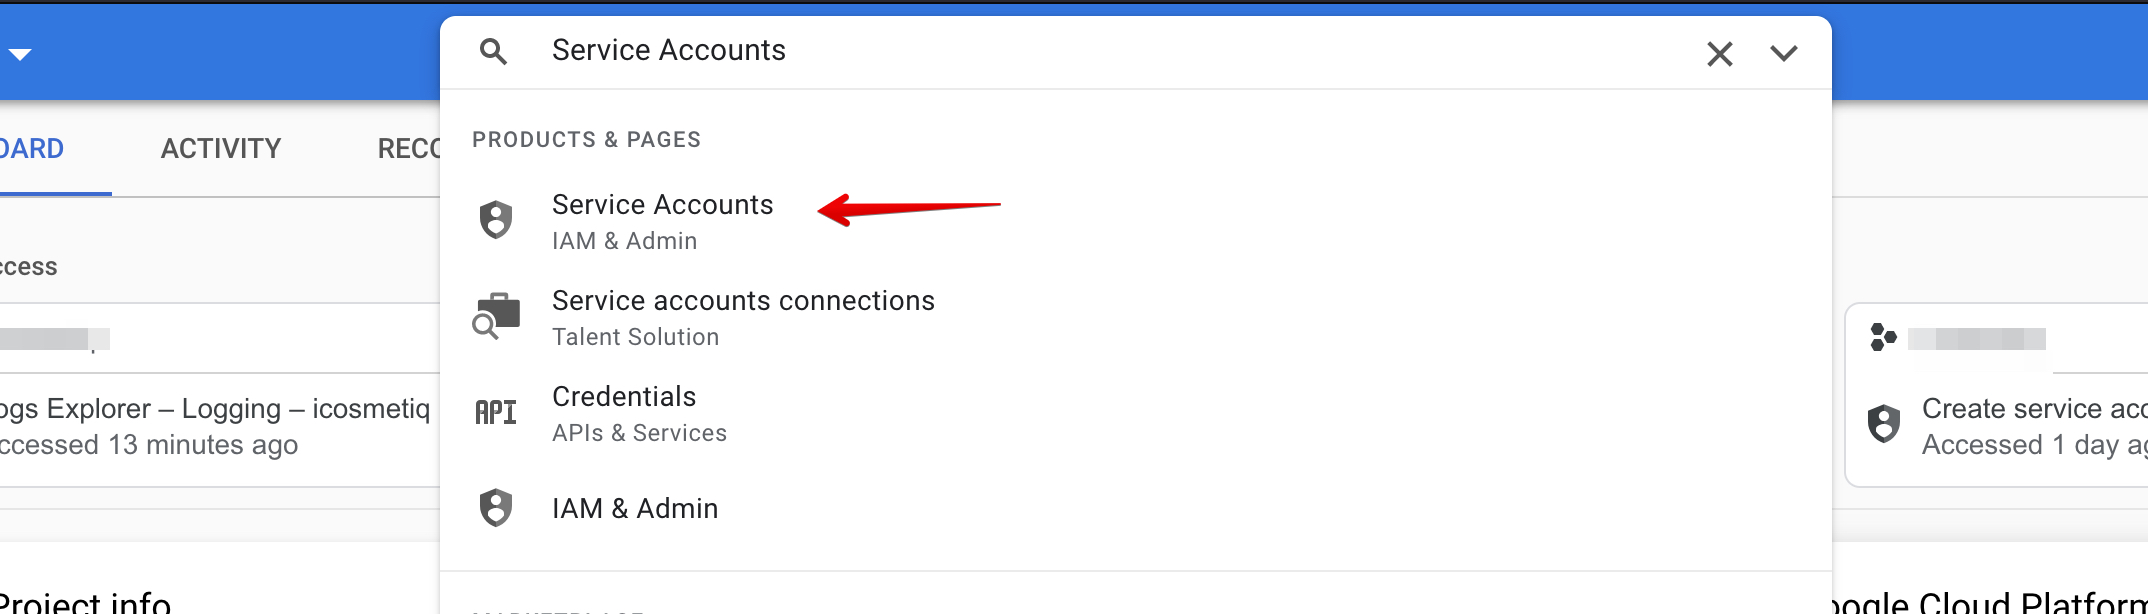 Service Accounts
ACTIVITY
PRODUCTS & PAGES
Service Accounts
IAM & Admin
Service accounts connections
Talent Solution
API
Credentials
APIs & Services
IAM & Admin
ogs Explorer – Logging – icosmetiq
ccessed 13 minutes ago
Create service acc
Accessed 1 day ag
Project info
oogle Cloud Platform
OARD
RECO
ccess